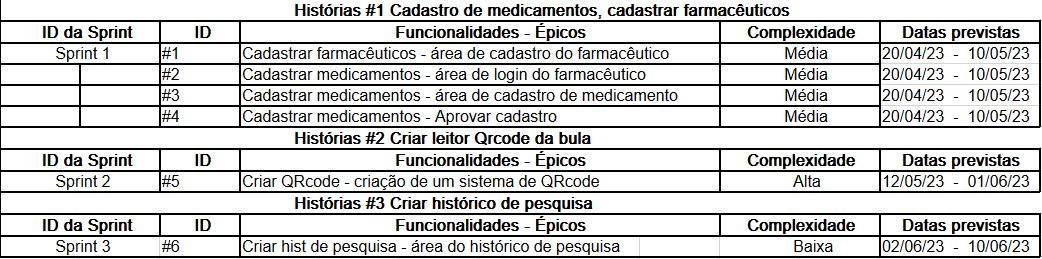 Histórias #1 Cadastro de medicamentos, cadastrar farmacêuticos
ID da Sprint ID Funcionalidades - Épicos Complexidade Datas previstas
Sprint 1 #1 Cadastrar farmacêuticos - área de cadastro do farmacêutico Média 20/04/23 - 10/05/23
#2 Cadastrar medicamentos - área de login do farmacêutico Média 20/04/23 - 10/05/23
#3 Cadastrar medicamentos - área de cadastro de medicamento Média 20/04/23 - 10/05/23
#4 Cadastrar medicamentos - Aprovar cadastro Média 20/04/23 - 10/05/23
Histórias #2 Criar leitor Qrcode da bula
ID da Sprint ID Funcionalidades - Épicos Complexidade Datas previstas
Sprint 2 #5 Criar QRcode - criação de um sistema de QRcode Alta 12/05/23 - 01/06/23
Histórias #3 Criar histórico de pesquisa
ID da Sprint ID Funcionalidades - Épicos Complexidade Datas previstas
Sprint 3 #6 Criar hist de pesquisa - área do histórico de pesquisa Baixa 02/06/23 - 10/06/23